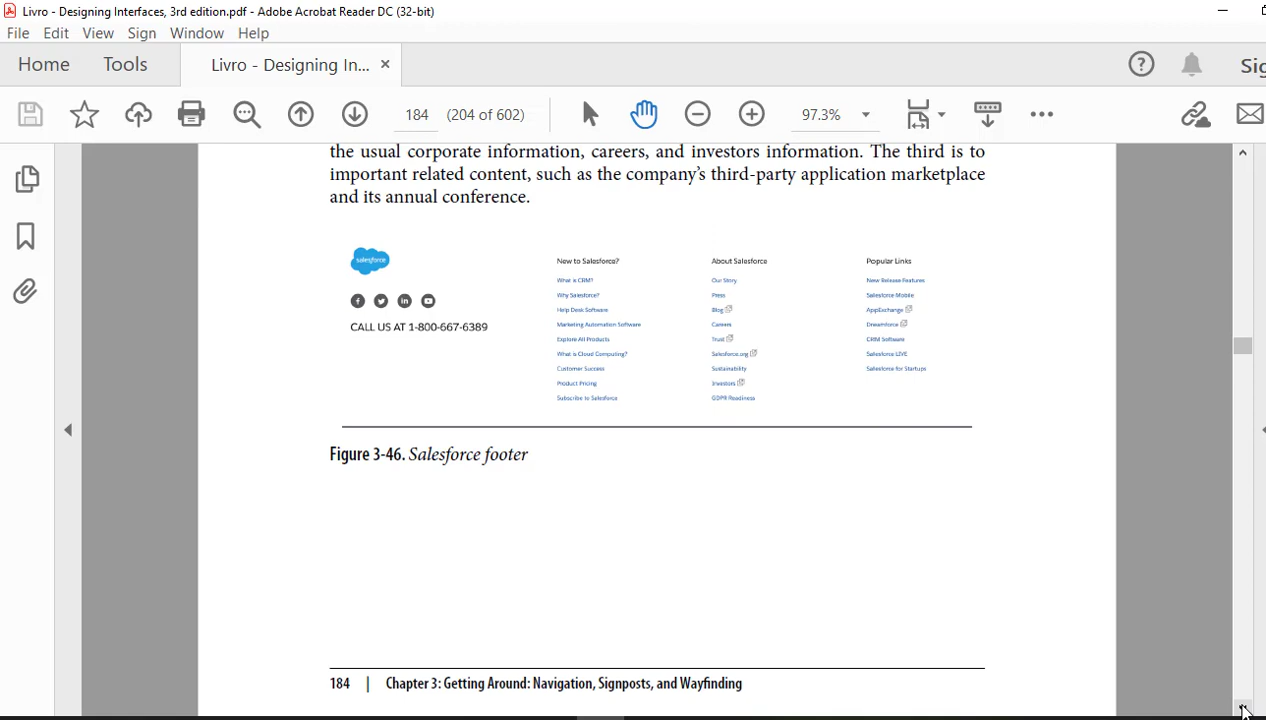 Livro - Designing Interfaces, 3rd edition.pdf - Adobe Acrobat Reader DC (32-bit)
File Edit View Sign Window Help
Home Tools Livro - Designing In... ×
184 (204 of 602) 97.3%
the usual corporate information, careers, and investors information. The third is to
important related content, such as the company's third-party application marketplace
and its annual conference.
salesforce
CALL US AT 1-800-667-6389
New to Salesforce?
What is CRM?
Why Salesforce?
Help Desk Software
Marketing Automation Software
Explore All Products
What is Cloud Computing?
Customer Success
Product Pricing
Subscribe to Salesforce
About Salesforce
Our Story
Press
Blog
Careers
Trust
Salesforce.org
Sustainability
Investors
GDPR Readiness
Popular Links
New Release Features
Salesforce Mobile
AppExchange
Dreamforce
CRM Software
Salesforce LIVE
Salesforce for Startups
Figure 3-46. Salesforce footer
184 | Chapter 3: Getting Around: Navigation, Signposts, and Wayfinding